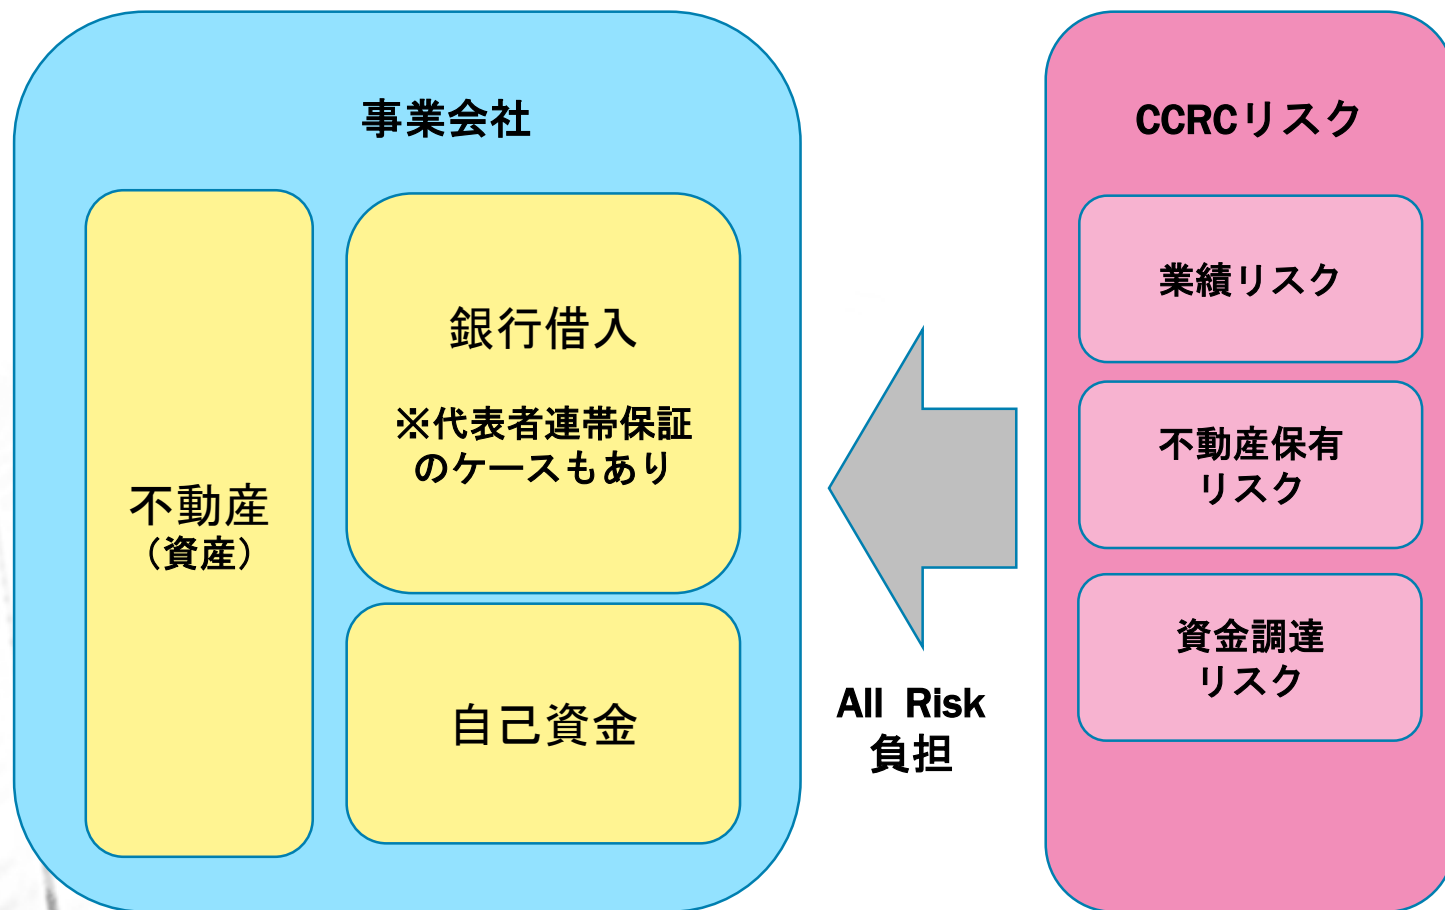 事業会社
不動産
（資産）
銀行借入
※代表者連帯保証
のケースもあり
自己資金
All Risk
負担
CCRCリスク
業績リスク
不動産保有
リスク
資金調達
リスク